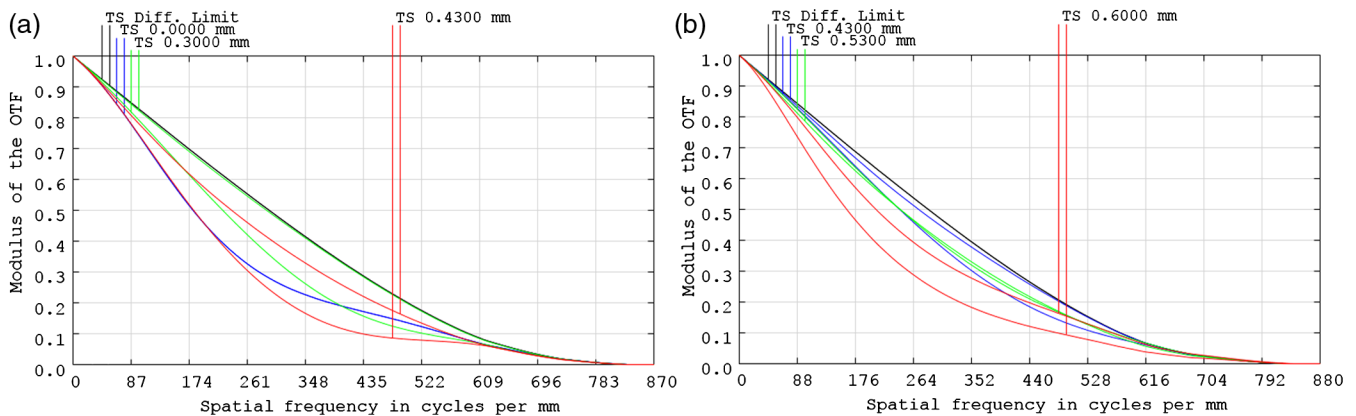 (a)
TS Diff. Limit
TS 0.0000 mm
TS 0.3000 mm
TS 0.4300 mm
1.0
0.9
0.8
0.7
0.6
0.5
0.4
0.3
0.2
0.1
0.0
Modulus of the OTF
0 87 174 261 348 435 522 609 696 783 870
Spatial frequency in cycles per mm
(b)
TS Diff. Limit
TS 0.4300 mm
TS 0.5300 mm
TS 0.6000 mm
1.0
0.9
0.8
0.7
0.6
0.5
0.4
0.3
0.2
0.1
0.0
Modulus of the OTF
0 88 176 264 352 440 528 616 704 792 880
Spatial frequency in cycles per mm